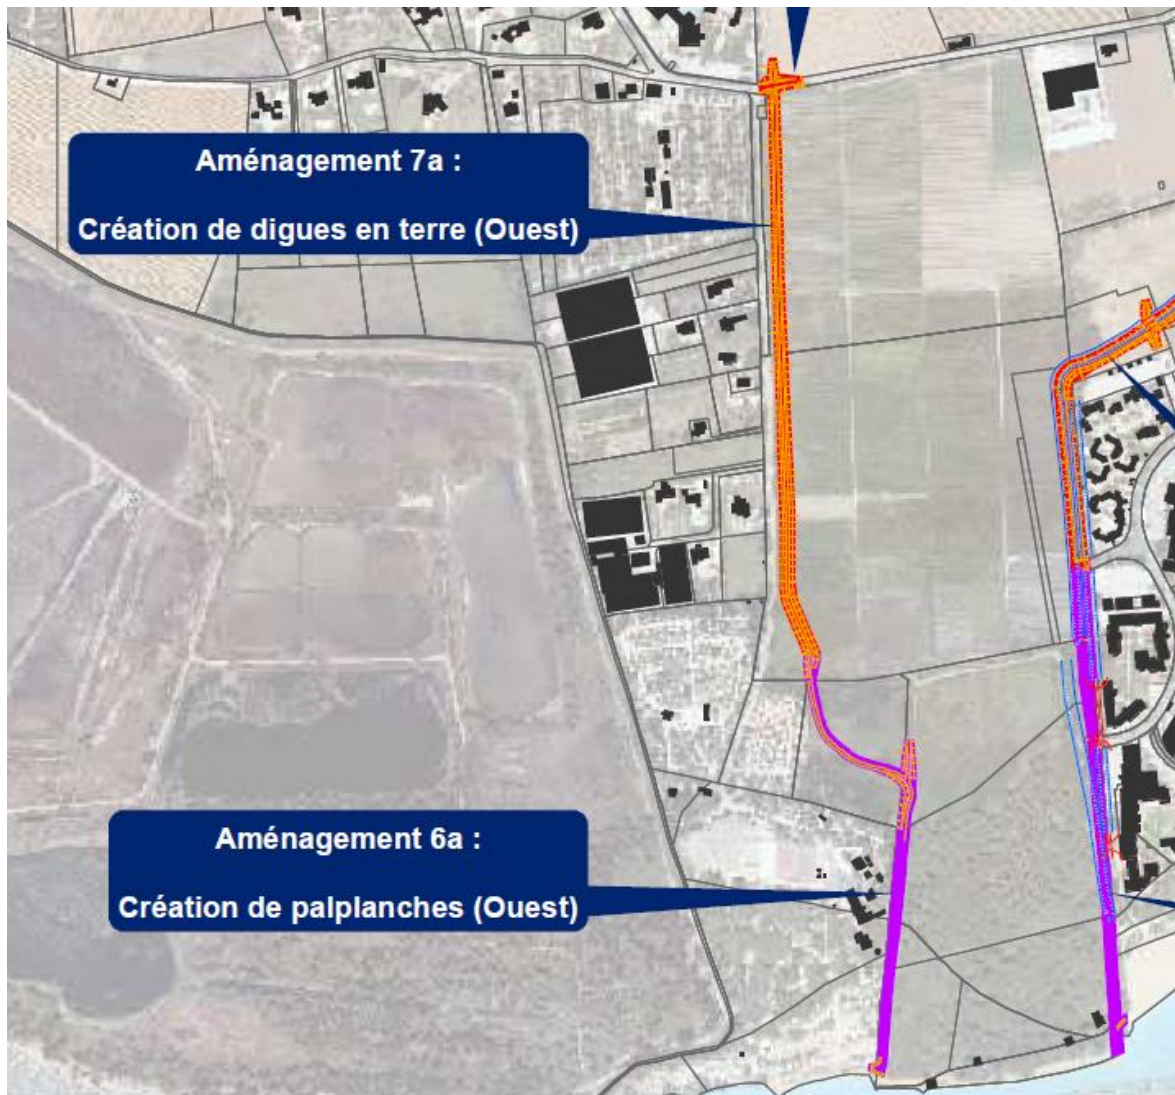 Aménagement 7a :
Création de digues en terre (Ouest)
Aménagement 6a :
Création de palplanches (Ouest)